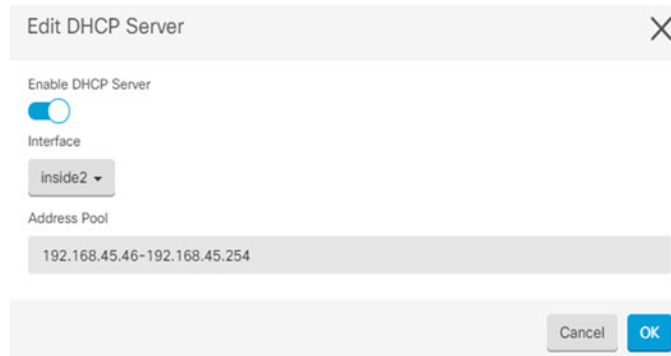 Edit DHCP Server
Enable DHCP Server
Interface
inside2
Address Pool
192.168.45.46-192.168.45.254
Cancel
OK